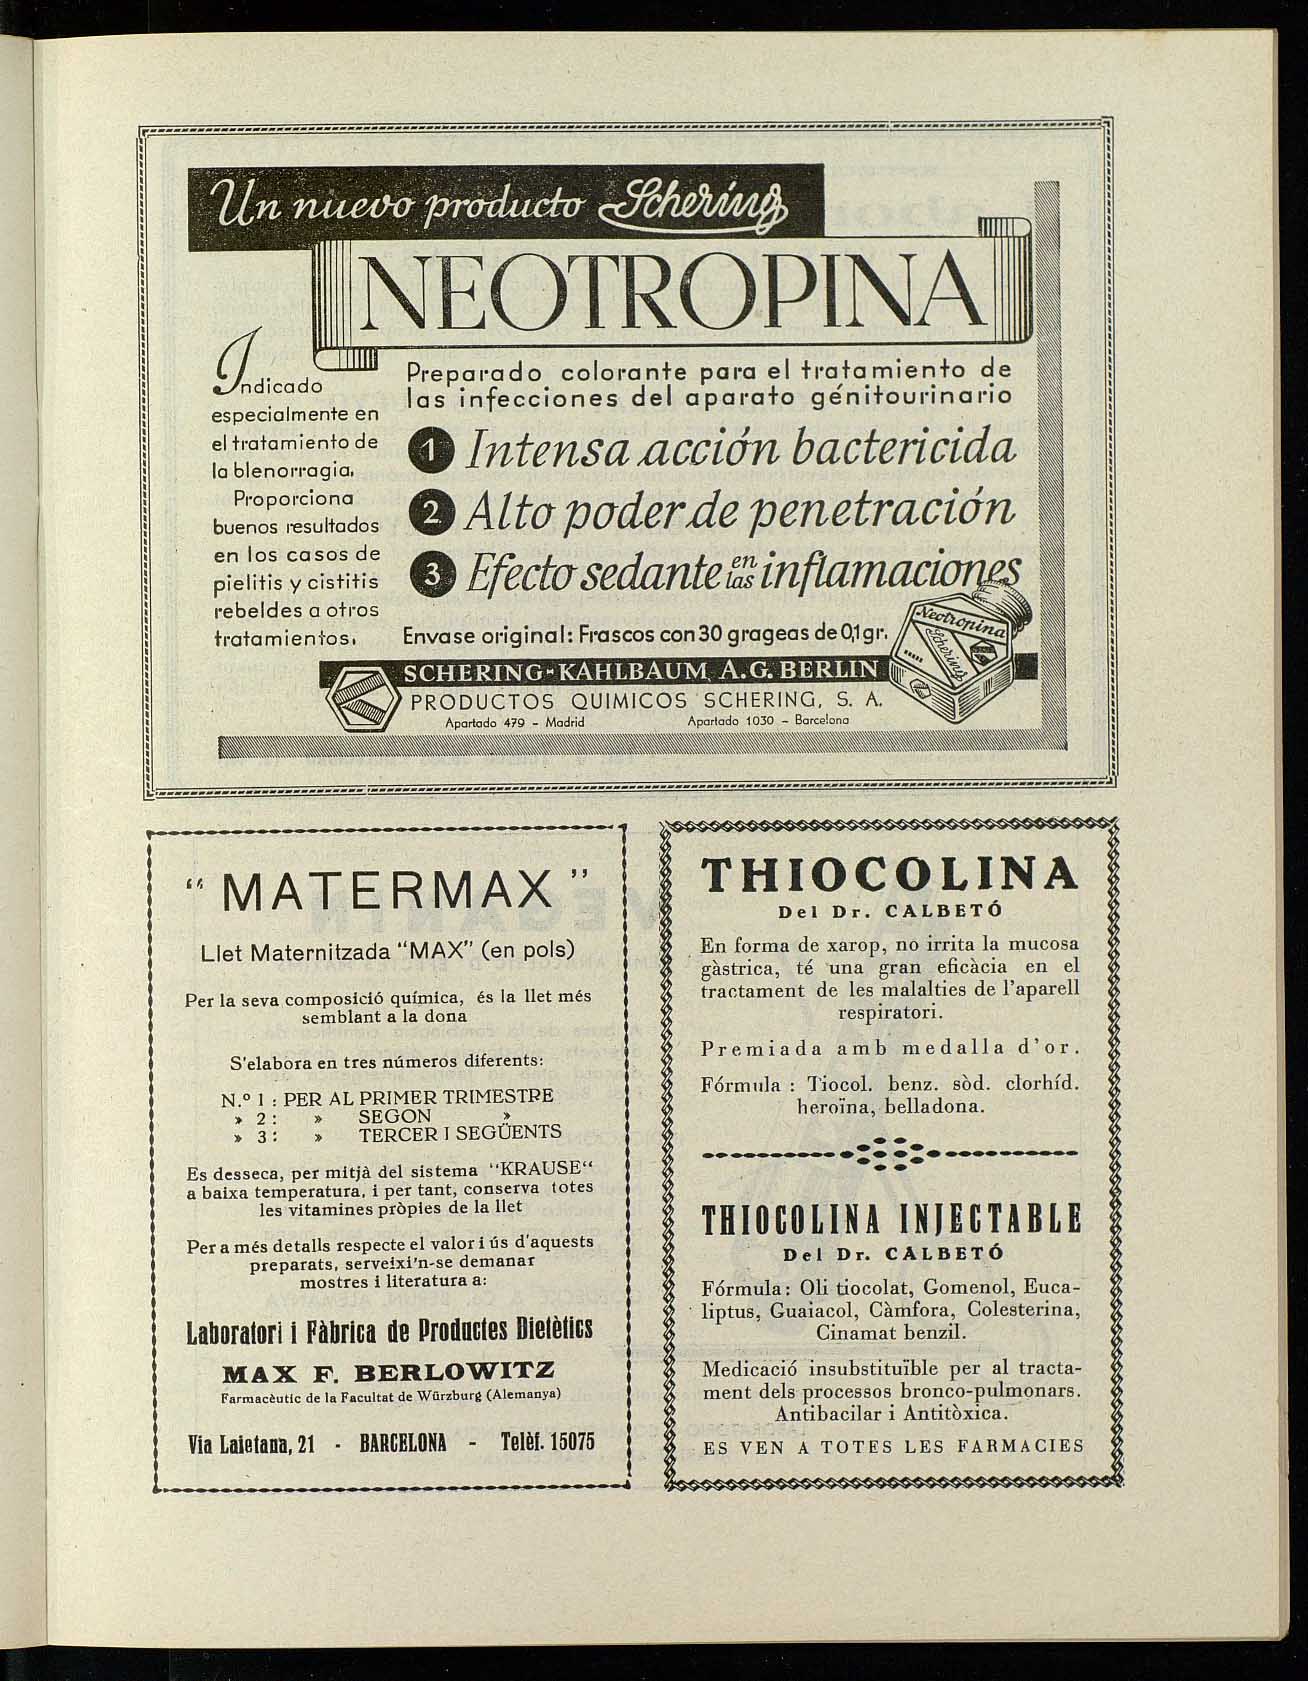 Un nuevo producto Schering
NEOTROPINA
Indicado
especialmente en
el tratamiento de
la blenorragia.
Proporciona
buenos resultados
en los casos de
pielitis y cistitis
rebeldes a otros
tratamientos.
Preparado colorante para el tratamiento de
las infecciones del aparato génitourinario
1 Intensa acción bactericida
2 Alto poder de penetración
3 Efecto sedante en las inflamaciones
Envase original: Frascos con 30 grageas de 0,1 gr.
Neotropina
Schering
SCHERING-KAHLBAUM, A.G. BERLIN
PRODUCTOS QUIMICOS SCHERING, S. A.
Apartado 479 - Madrid Apartado 1030 - Barcelona
"MATERMAX"
Llet Maternitzada "MAX" (en pols)
Per la seva composició química, és la llet més
semblant a la dona
S'elabora en tres números diferents:
N.º 1 : PER AL PRIMER TRIMESTRE
» 2 : » SEGON »
» 3 : » TERCER I SEGÜENTS
Es desseca, per mitjà del sistema "KRAUSE"
a baixa temperatura, i per tant, conserva totes
les vitamines pròpies de la llet
Per a més detalls respecte el valor i ús d'aquests
preparats, serveixi'n-se demanar
mostres i literatura a:
Laboratori i Fàbrica de Productes Dietètics
MAX F. BERLOWITZ
Farmacèutic de la Facultat de Würzburg (Alemanya)
Via Laietana, 21 - BARCELONA - Telèf. 15075
THIOCOLINA
Del Dr. CALBETÓ
En forma de xarop, no irrita la mucosa
gàstrica, té una gran eficàcia en el
tractament de les malalties de l'aparell
respiratori.
Premiada amb medalla d'or.
Fórmula : Tiocol. benz. sòd. clorhíd.
heroïna, belladona.
THIOCOLINA INJECTABLE
Del Dr. CALBETÓ
Fórmula: Oli tiocolat, Gomenol, Euca-
liptus, Guaiacol, Càmfora, Colesterina,
Cinamat benzil.
Medicació insubstituïble per al tracta-
ment dels processos bronco-pulmonars.
Antibacilar i Antitòxica.
ES VEN A TOTES LES FARMACIES